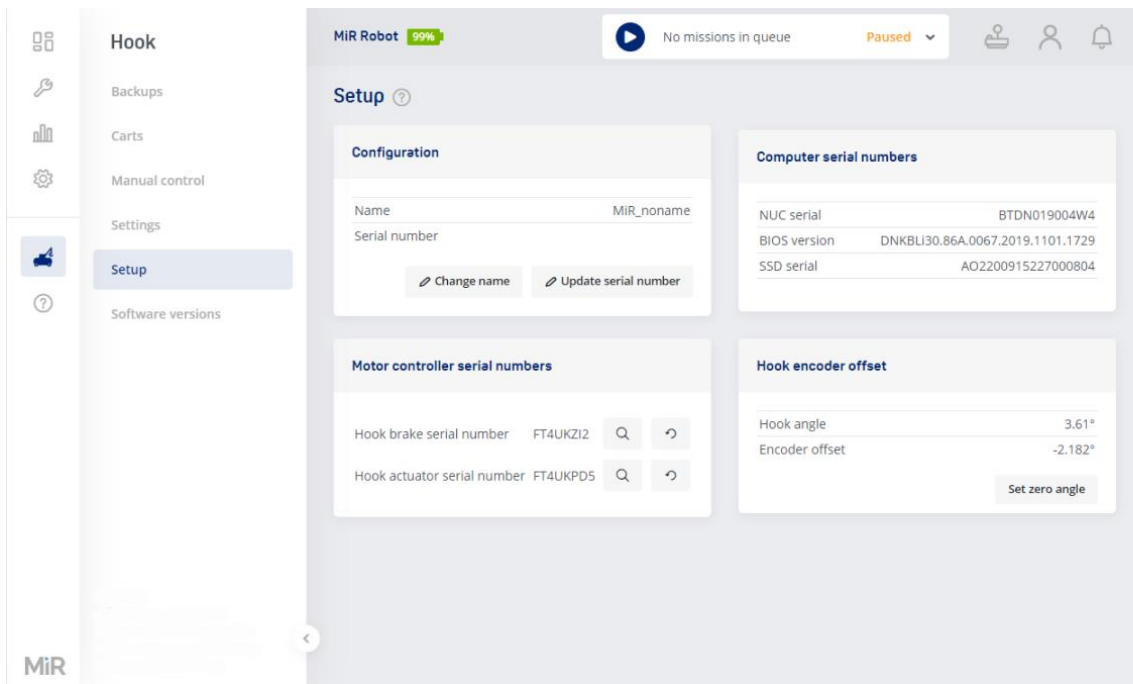 Hook
Backups
Carts
Manual control
Settings
Setup
Software versions
MiR
MiR Robot 99% No missions in queue Paused
Setup ?
Configuration
Name MiR_noname
Serial number
Change name Update serial number
Computer serial numbers
NUC serial BTDN019004W4
BIOS version DNKBLi30.86A.0067.2019.1101.1729
SSD serial AO2200915227000804
Motor controller serial numbers
Hook brake serial number FT4UKZI2
Hook actuator serial number FT4UKPD5
Hook encoder offset
Hook angle 3.61°
Encoder offset -2.182°
Set zero angle